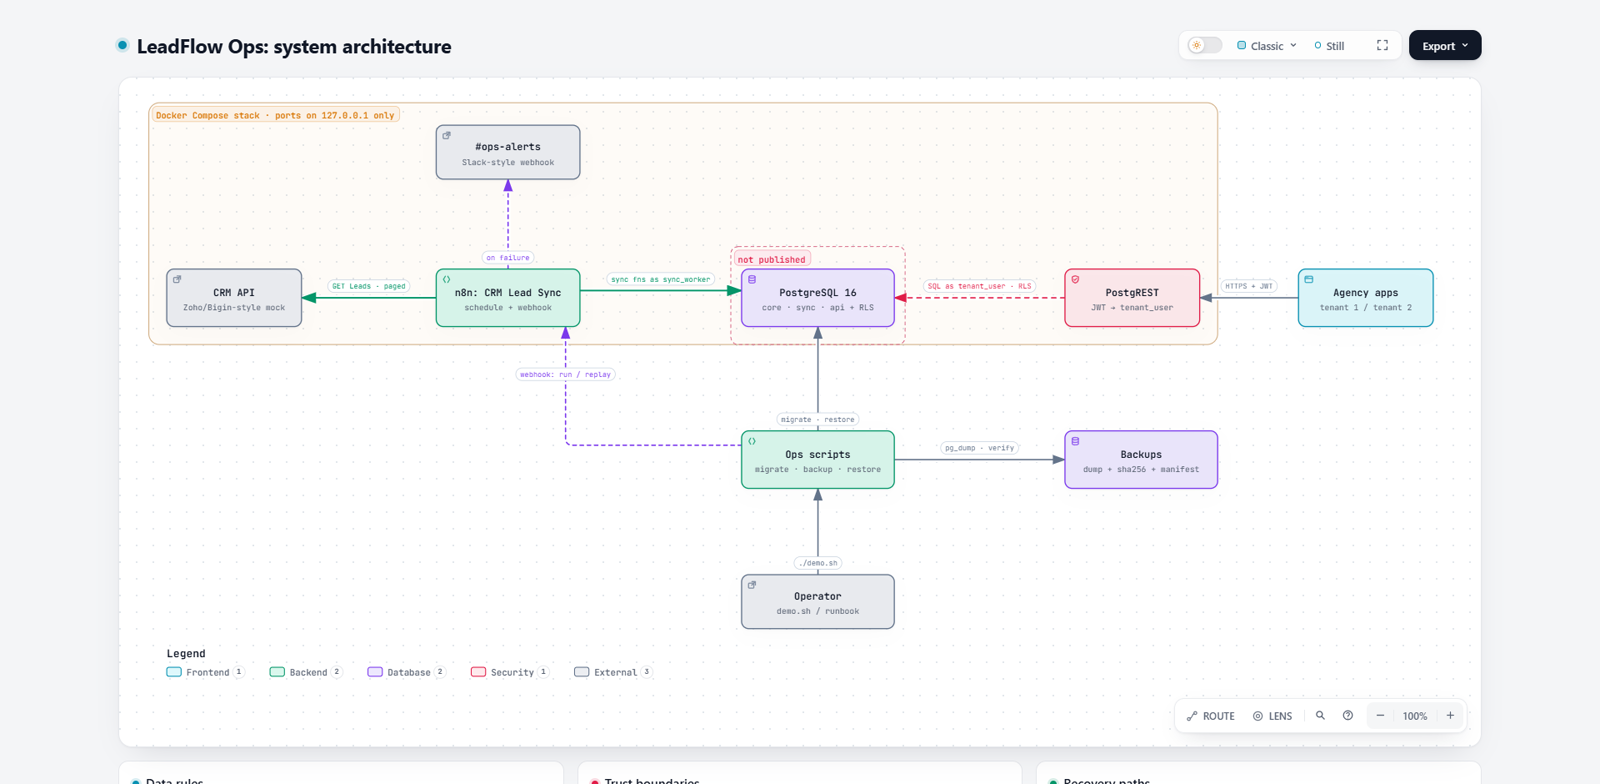 LeadFlow Ops: system architecture
Classic
Still
Export
Docker Compose stack · ports on 127.0.0.1 only
#ops-alerts
Slack-style webhook
on failure
not published
CRM API
Zoho/Bigin-style mock
GET Leads · paged
n8n: CRM Lead Sync
schedule + webhook
sync fns as sync_worker
PostgreSQL 16
core · sync · api + RLS
SQL as tenant_user · RLS
PostgREST
JWT → tenant_user
HTTPS + JWT
Agency apps
tenant 1 / tenant 2
webhook: run / replay
migrate · restore
Ops scripts
migrate · backup · restore
pg_dump · verify
Backups
dump + sha256 + manifest
./demo.sh
Operator
demo.sh / runbook
Legend
Frontend 1
Backend 2
Database 2
Security 1
External 3
ROUTE
LENS
100%
Data rules
Trust boundaries
Recovery paths